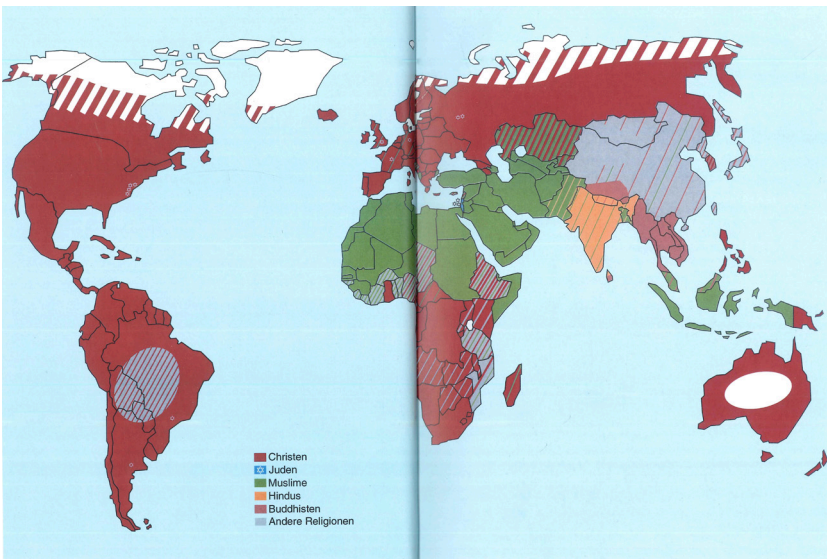 Christen
Juden
Muslime
Hindus
Buddhisten
Andere Religionen